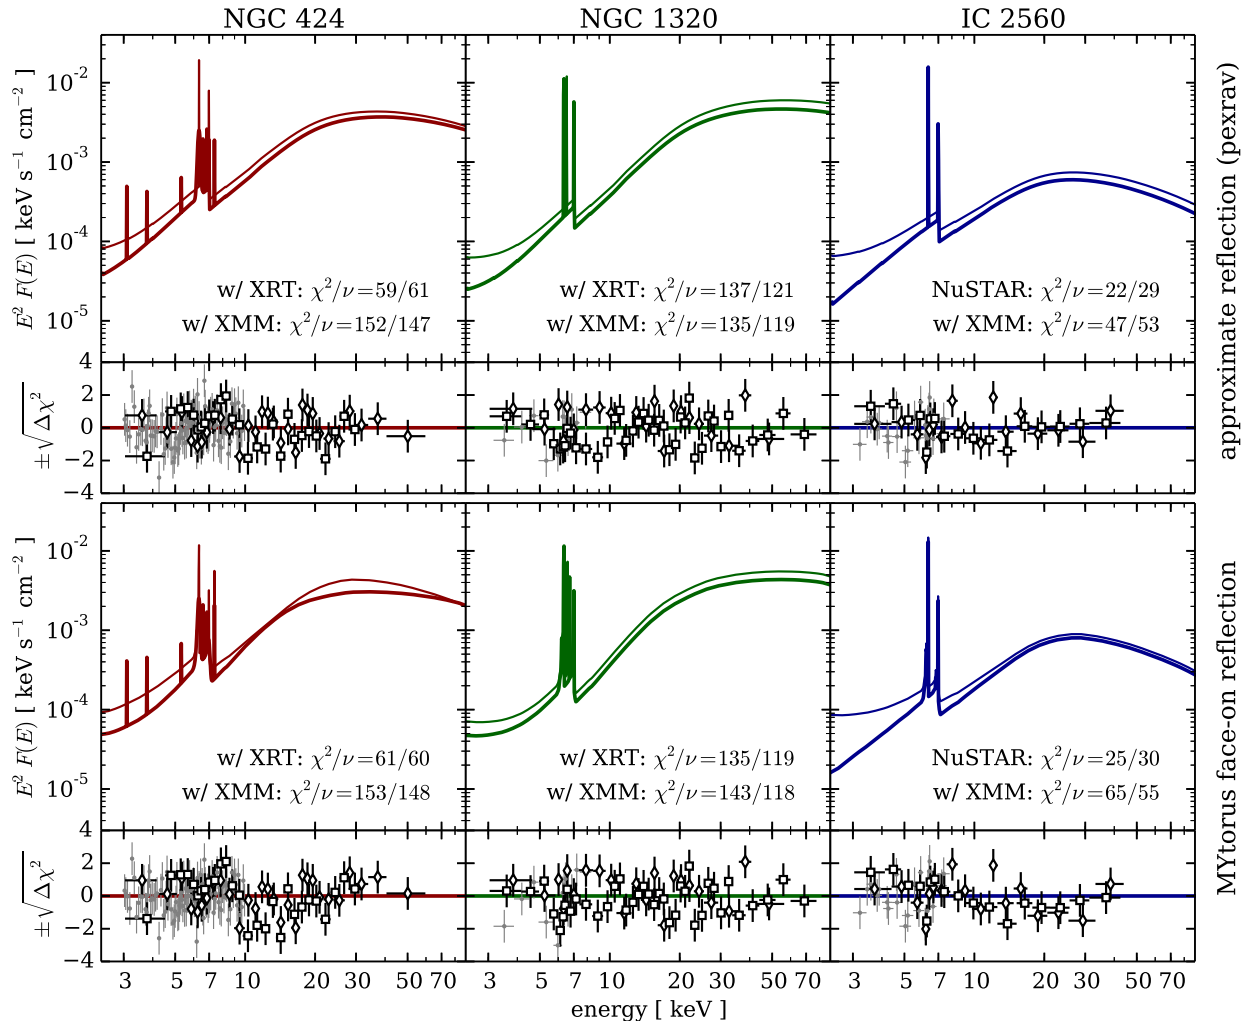 NGC 424
NGC 1320
IC 2560
10⁻²
10⁻³
10⁻⁴
10⁻⁵
E² F(E) [ keV s⁻¹ cm⁻² ]
w/ XRT: χ²/ν=59/61
w/ XMM: χ²/ν=152/147
w/ XRT: χ²/ν=137/121
w/ XMM: χ²/ν=135/119
NuSTAR: χ²/ν=22/29
w/ XMM: χ²/ν=47/53
approximate reflection (pexrav)
4
2
0
−2
−4
±√Δχ²
10⁻²
10⁻³
10⁻⁴
10⁻⁵
E² F(E) [ keV s⁻¹ cm⁻² ]
w/ XRT: χ²/ν=61/60
w/ XMM: χ²/ν=153/148
w/ XRT: χ²/ν=135/119
w/ XMM: χ²/ν=143/118
NuSTAR: χ²/ν=25/30
w/ XMM: χ²/ν=65/55
MYtorus face-on reflection
4
2
0
−2
−4
±√Δχ²
3 5 7 10 20 30 50 70 3 5 7 10 20 30 50 70 3 5 7 10 20 30 50 70
energy [ keV ]